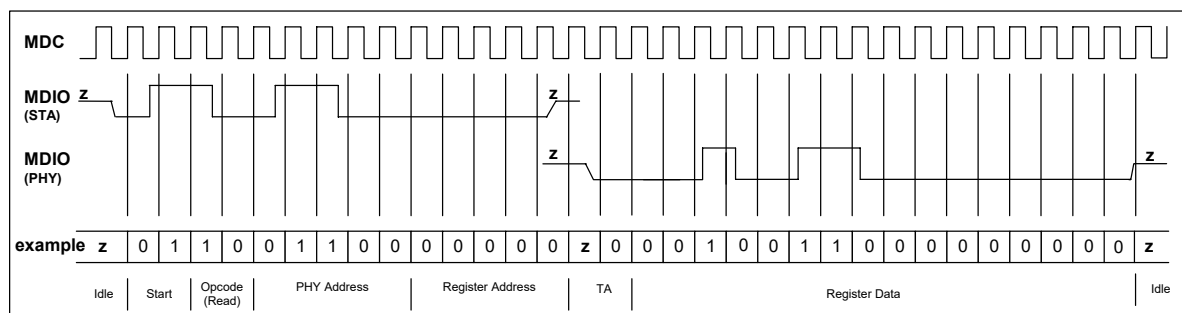 MDC
MDIO z z
(STA)
MDIO z z
(PHY)
example z 0 1 1 0 0 1 1 0 0 0 0 0 0 0 z 0 0 0 1 0 0 1 1 0 0 0 0 0 0 0 0 0 z
Idle Start Opcode (Read) PHY Address Register Address TA Register Data Idle